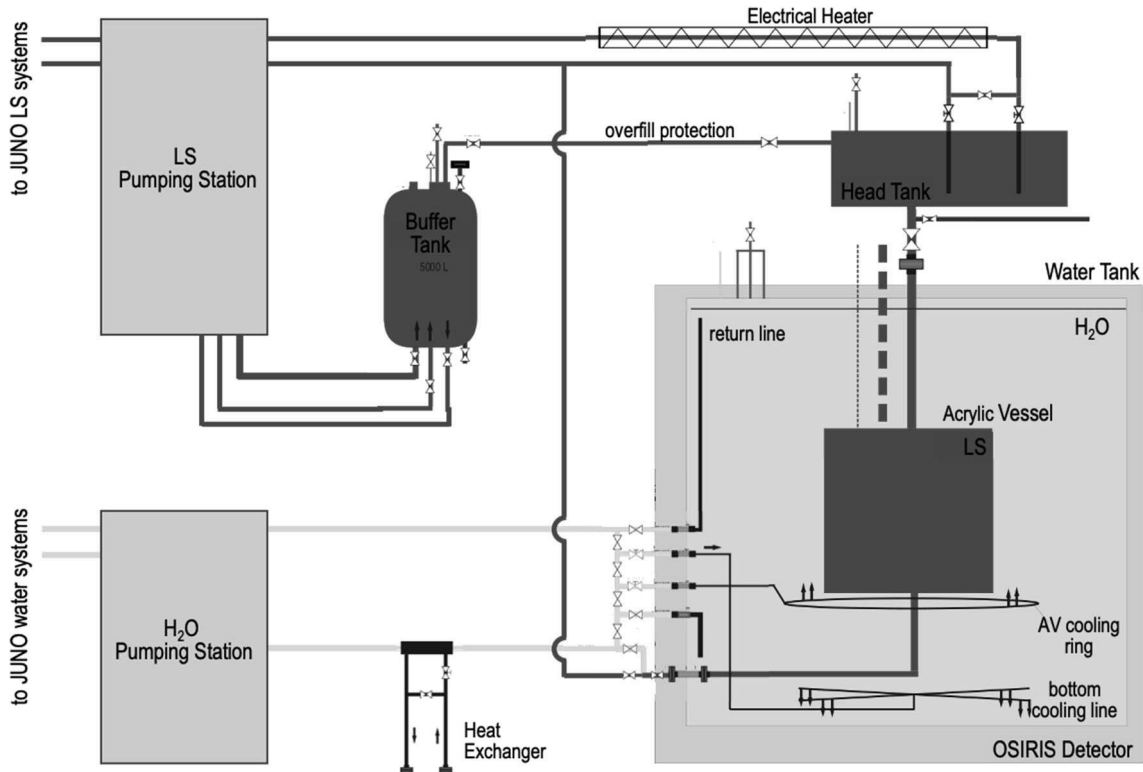 Electrical Heater
to JUNO LS systems
LS
Pumping Station
overfill protection
Head Tank
Buffer
Tank
5000 L
Water Tank
H₂O
return line
Acrylic Vessel
LS
to JUNO water systems
H₂O
Pumping Station
AV cooling
ring
bottom
cooling line
Heat
Exchanger
OSIRIS Detector